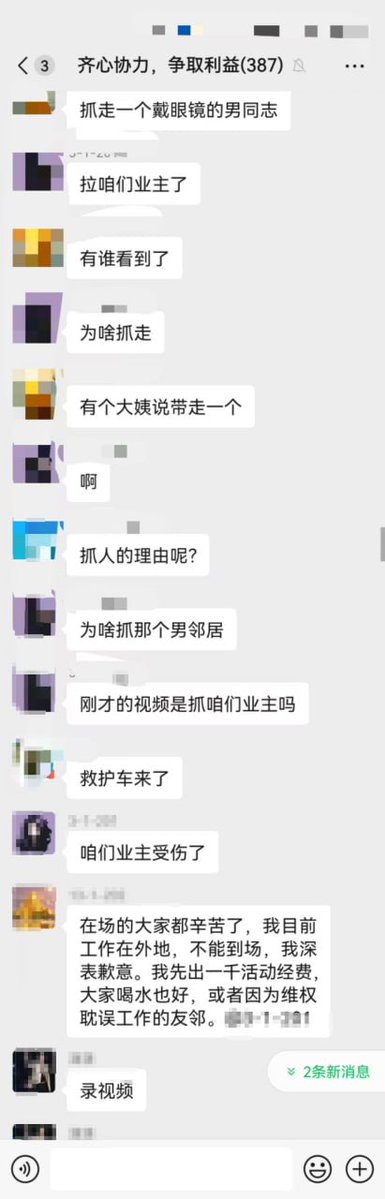 3
齐心协力，争取利益(387)
抓走一个戴眼镜的男同志
拉咱们业主了
有谁看到了
为啥抓走
有个大姨说带走一个
啊
抓人的理由呢?
为啥抓那个男邻居
刚才的视频是抓咱们业主吗
救护车来了
咱们业主受伤了
在场的大家都辛苦了，我目前
工作在外地，不能到场，我深
表歉意。我先出一千活动经费，
大家喝水也好，或者因为维权
耽误工作的友邻。
2条新消息
录视频